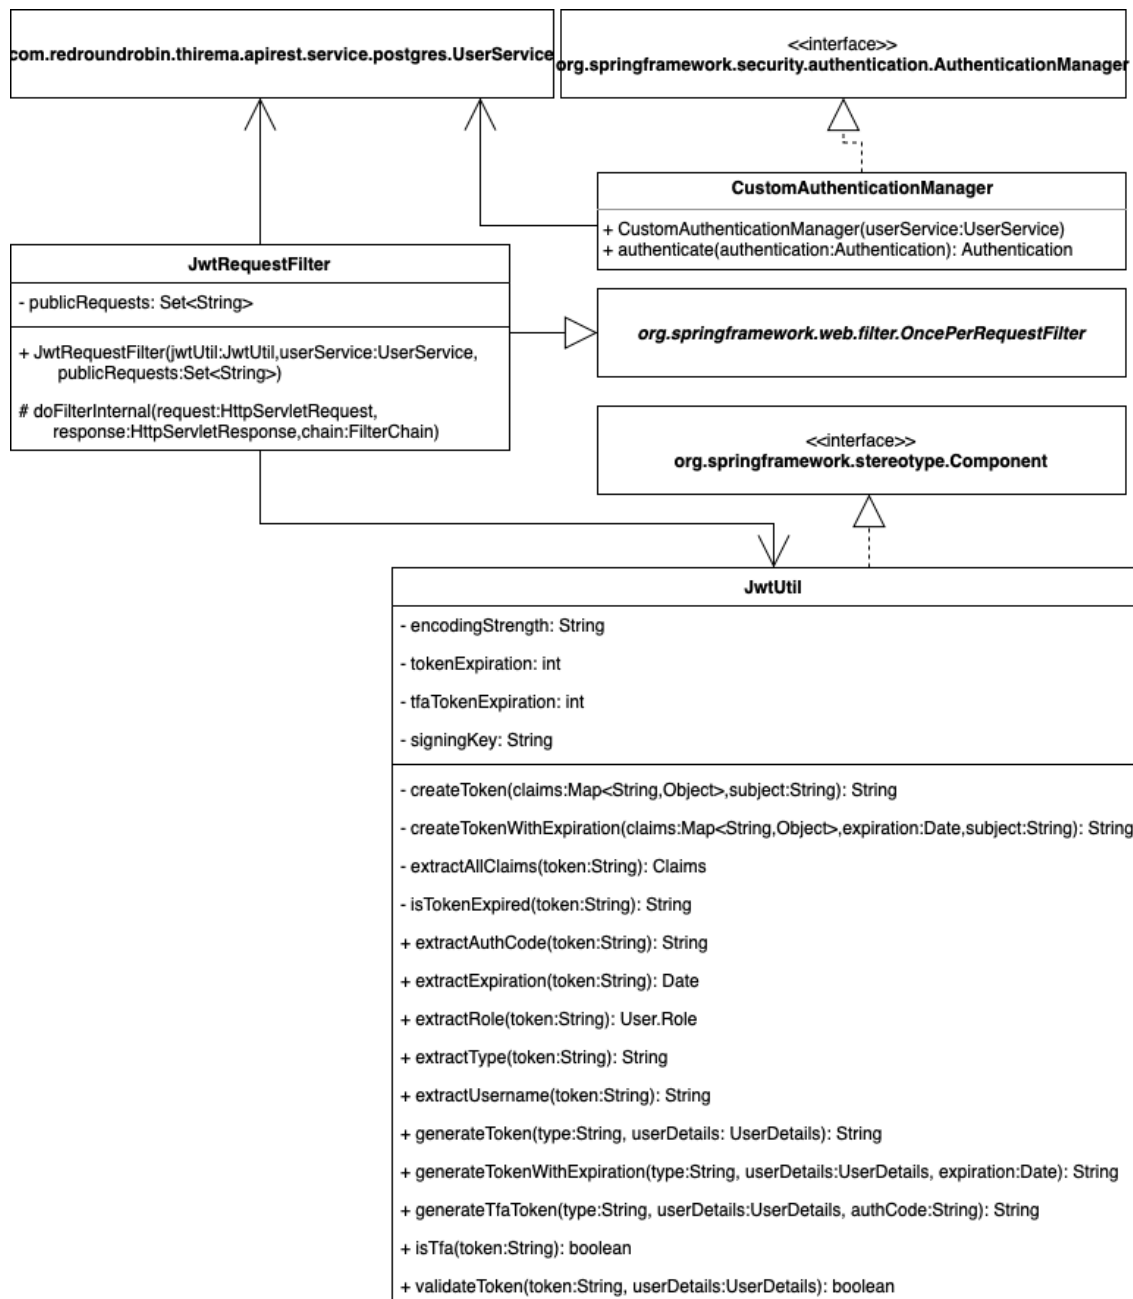 com.redroundrobin.thirema.apirest.service.postgres.UserService
<<interface>>
org.springframework.security.authentication.AuthenticationManager
CustomAuthenticationManager
+ CustomAuthenticationManager(userService:UserService)
+ authenticate(authentication:Authentication): Authentication
JwtRequestFilter
- publicRequests: Set<String>
+ JwtRequestFilter(jwtUtil:JwtUtil,userService:UserService,
publicRequests:Set<String>)
# doFilterInternal(request:HttpServletRequest,
response:HttpServletResponse,chain:FilterChain)
org.springframework.web.filter.OncePerRequestFilter
<<interface>>
org.springframework.stereotype.Component
JwtUtil
- encodingStrength: String
- tokenExpiration: int
- tfaTokenExpiration: int
- signingKey: String
- createToken(claims:Map<String,Object>,subject:String): String
- createTokenWithExpiration(claims:Map<String,Object>,expiration:Date,subject:String): String
- extractAllClaims(token:String): Claims
- isTokenExpired(token:String): String
+ extractAuthCode(token:String): String
+ extractExpiration(token:String): Date
+ extractRole(token:String): User.Role
+ extractType(token:String): String
+ extractUsername(token:String): String
+ generateToken(type:String, userDetails: UserDetails): String
+ generateTokenWithExpiration(type:String, userDetails:UserDetails, expiration:Date): String
+ generateTfaToken(type:String, userDetails:UserDetails, authCode:String): String
+ isTfa(token:String): boolean
+ validateToken(token:String, userDetails:UserDetails): boolean